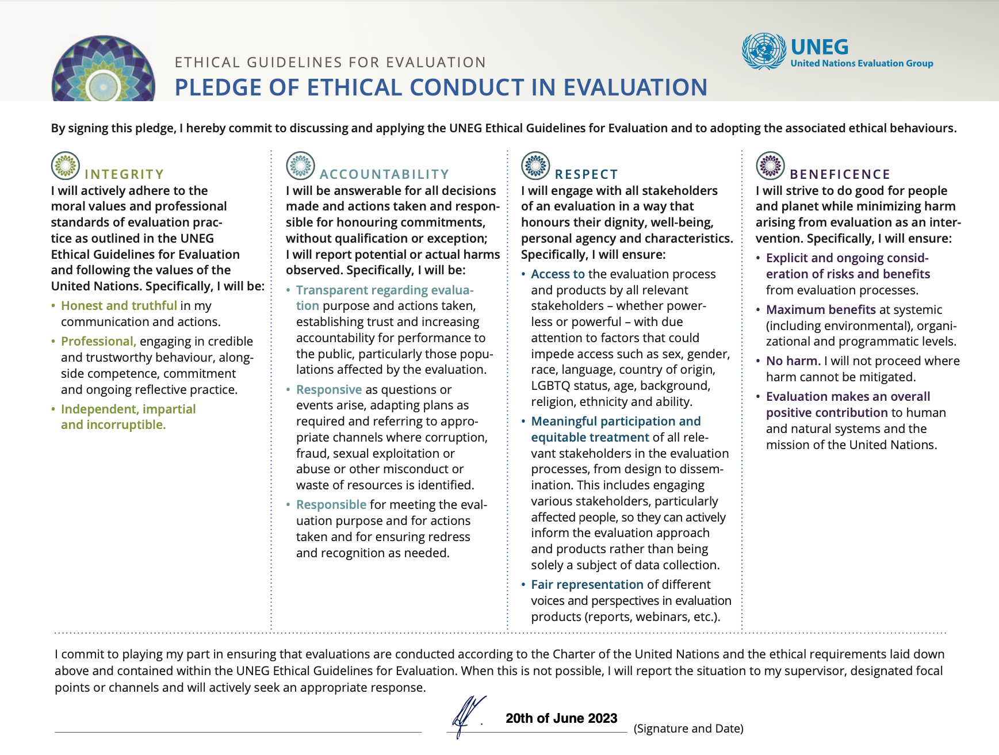 ETHICAL GUIDELINES FOR EVALUATION
PLEDGE OF ETHICAL CONDUCT IN EVALUATION
UNEG
United Nations Evaluation Group
By signing this pledge, I hereby commit to discussing and applying the UNEG Ethical Guidelines for Evaluation and to adopting the associated ethical behaviours.
INTEGRITY
I will actively adhere to the
moral values and professional
standards of evaluation prac-
tice as outlined in the UNEG
Ethical Guidelines for Evaluation
and following the values of the
United Nations. Specifically, I will be:
• Honest and truthful in my
communication and actions.
• Professional, engaging in credible
and trustworthy behaviour, along-
side competence, commitment
and ongoing reflective practice.
• Independent, impartial
and incorruptible.
ACCOUNTABILITY
I will be answerable for all decisions
made and actions taken and respon-
sible for honouring commitments,
without qualification or exception;
I will report potential or actual harms
observed. Specifically, I will be:
• Transparent regarding evalua-
tion purpose and actions taken,
establishing trust and increasing
accountability for performance to
the public, particularly those popu-
lations affected by the evaluation.
• Responsive as questions or
events arise, adapting plans as
required and referring to appro-
priate channels where corruption,
fraud, sexual exploitation or
abuse or other misconduct or
waste of resources is identified.
• Responsible for meeting the eval-
uation purpose and for actions
taken and for ensuring redress
and recognition as needed.
RESPECT
I will engage with all stakeholders
of an evaluation in a way that
honours their dignity, well-being,
personal agency and characteristics.
Specifically, I will ensure:
• Access to the evaluation process
and products by all relevant
stakeholders – whether power-
less or powerful – with due
attention to factors that could
impede access such as sex, gender,
race, language, country of origin,
LGBTQ status, age, background,
religion, ethnicity and ability.
• Meaningful participation and
equitable treatment of all rele-
vant stakeholders in the evaluation
processes, from design to dissem-
ination. This includes engaging
various stakeholders, particularly
affected people, so they can actively
inform the evaluation approach
and products rather than being
solely a subject of data collection.
• Fair representation of different
voices and perspectives in evaluation
products (reports, webinars, etc.).
BENEFICENCE
I will strive to do good for people
and planet while minimizing harm
arising from evaluation as an inter-
vention. Specifically, I will ensure:
• Explicit and ongoing consid-
eration of risks and benefits
from evaluation processes.
• Maximum benefits at systemic
(including environmental), organi-
zational and programmatic levels.
• No harm. I will not proceed where
harm cannot be mitigated.
• Evaluation makes an overall
positive contribution to human
and natural systems and the
mission of the United Nations.
I commit to playing my part in ensuring that evaluations are conducted according to the Charter of the United Nations and the ethical requirements laid down
above and contained within the UNEG Ethical Guidelines for Evaluation. When this is not possible, I will report the situation to my supervisor, designated focal
points or channels and will actively seek an appropriate response.
20th of June 2023
(Signature and Date)